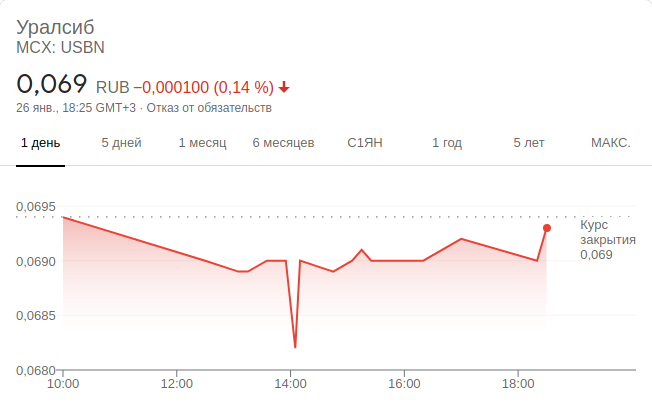 Уралсиб
MCX: USBN
0,069 RUB −0,000100 (0,14 %)
26 янв., 18:25 GMT+3 · Отказ от обязательств
1 день 5 дней 1 месяц 6 месяцев С1ЯН 1 год 5 лет МАКС.
0,0695
Курс
закрытия
0,069
0,0690
0,0685
0,0680
10:00 12:00 14:00 16:00 18:00